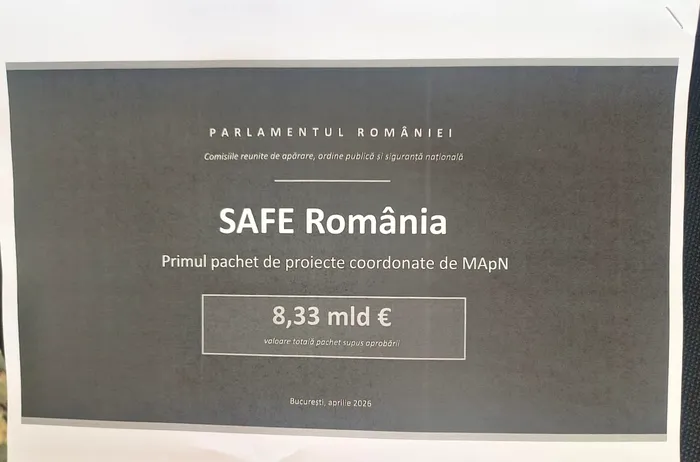 PARLAMENTUL ROMÂNIEI
Comisiile reunite de apărare, ordine publică și siguranță națională
SAFE România
Primul pachet de proiecte coordonate de MApN
8,33 mld €
valoare totală pachet supus aprobării
București, aprilie 2026